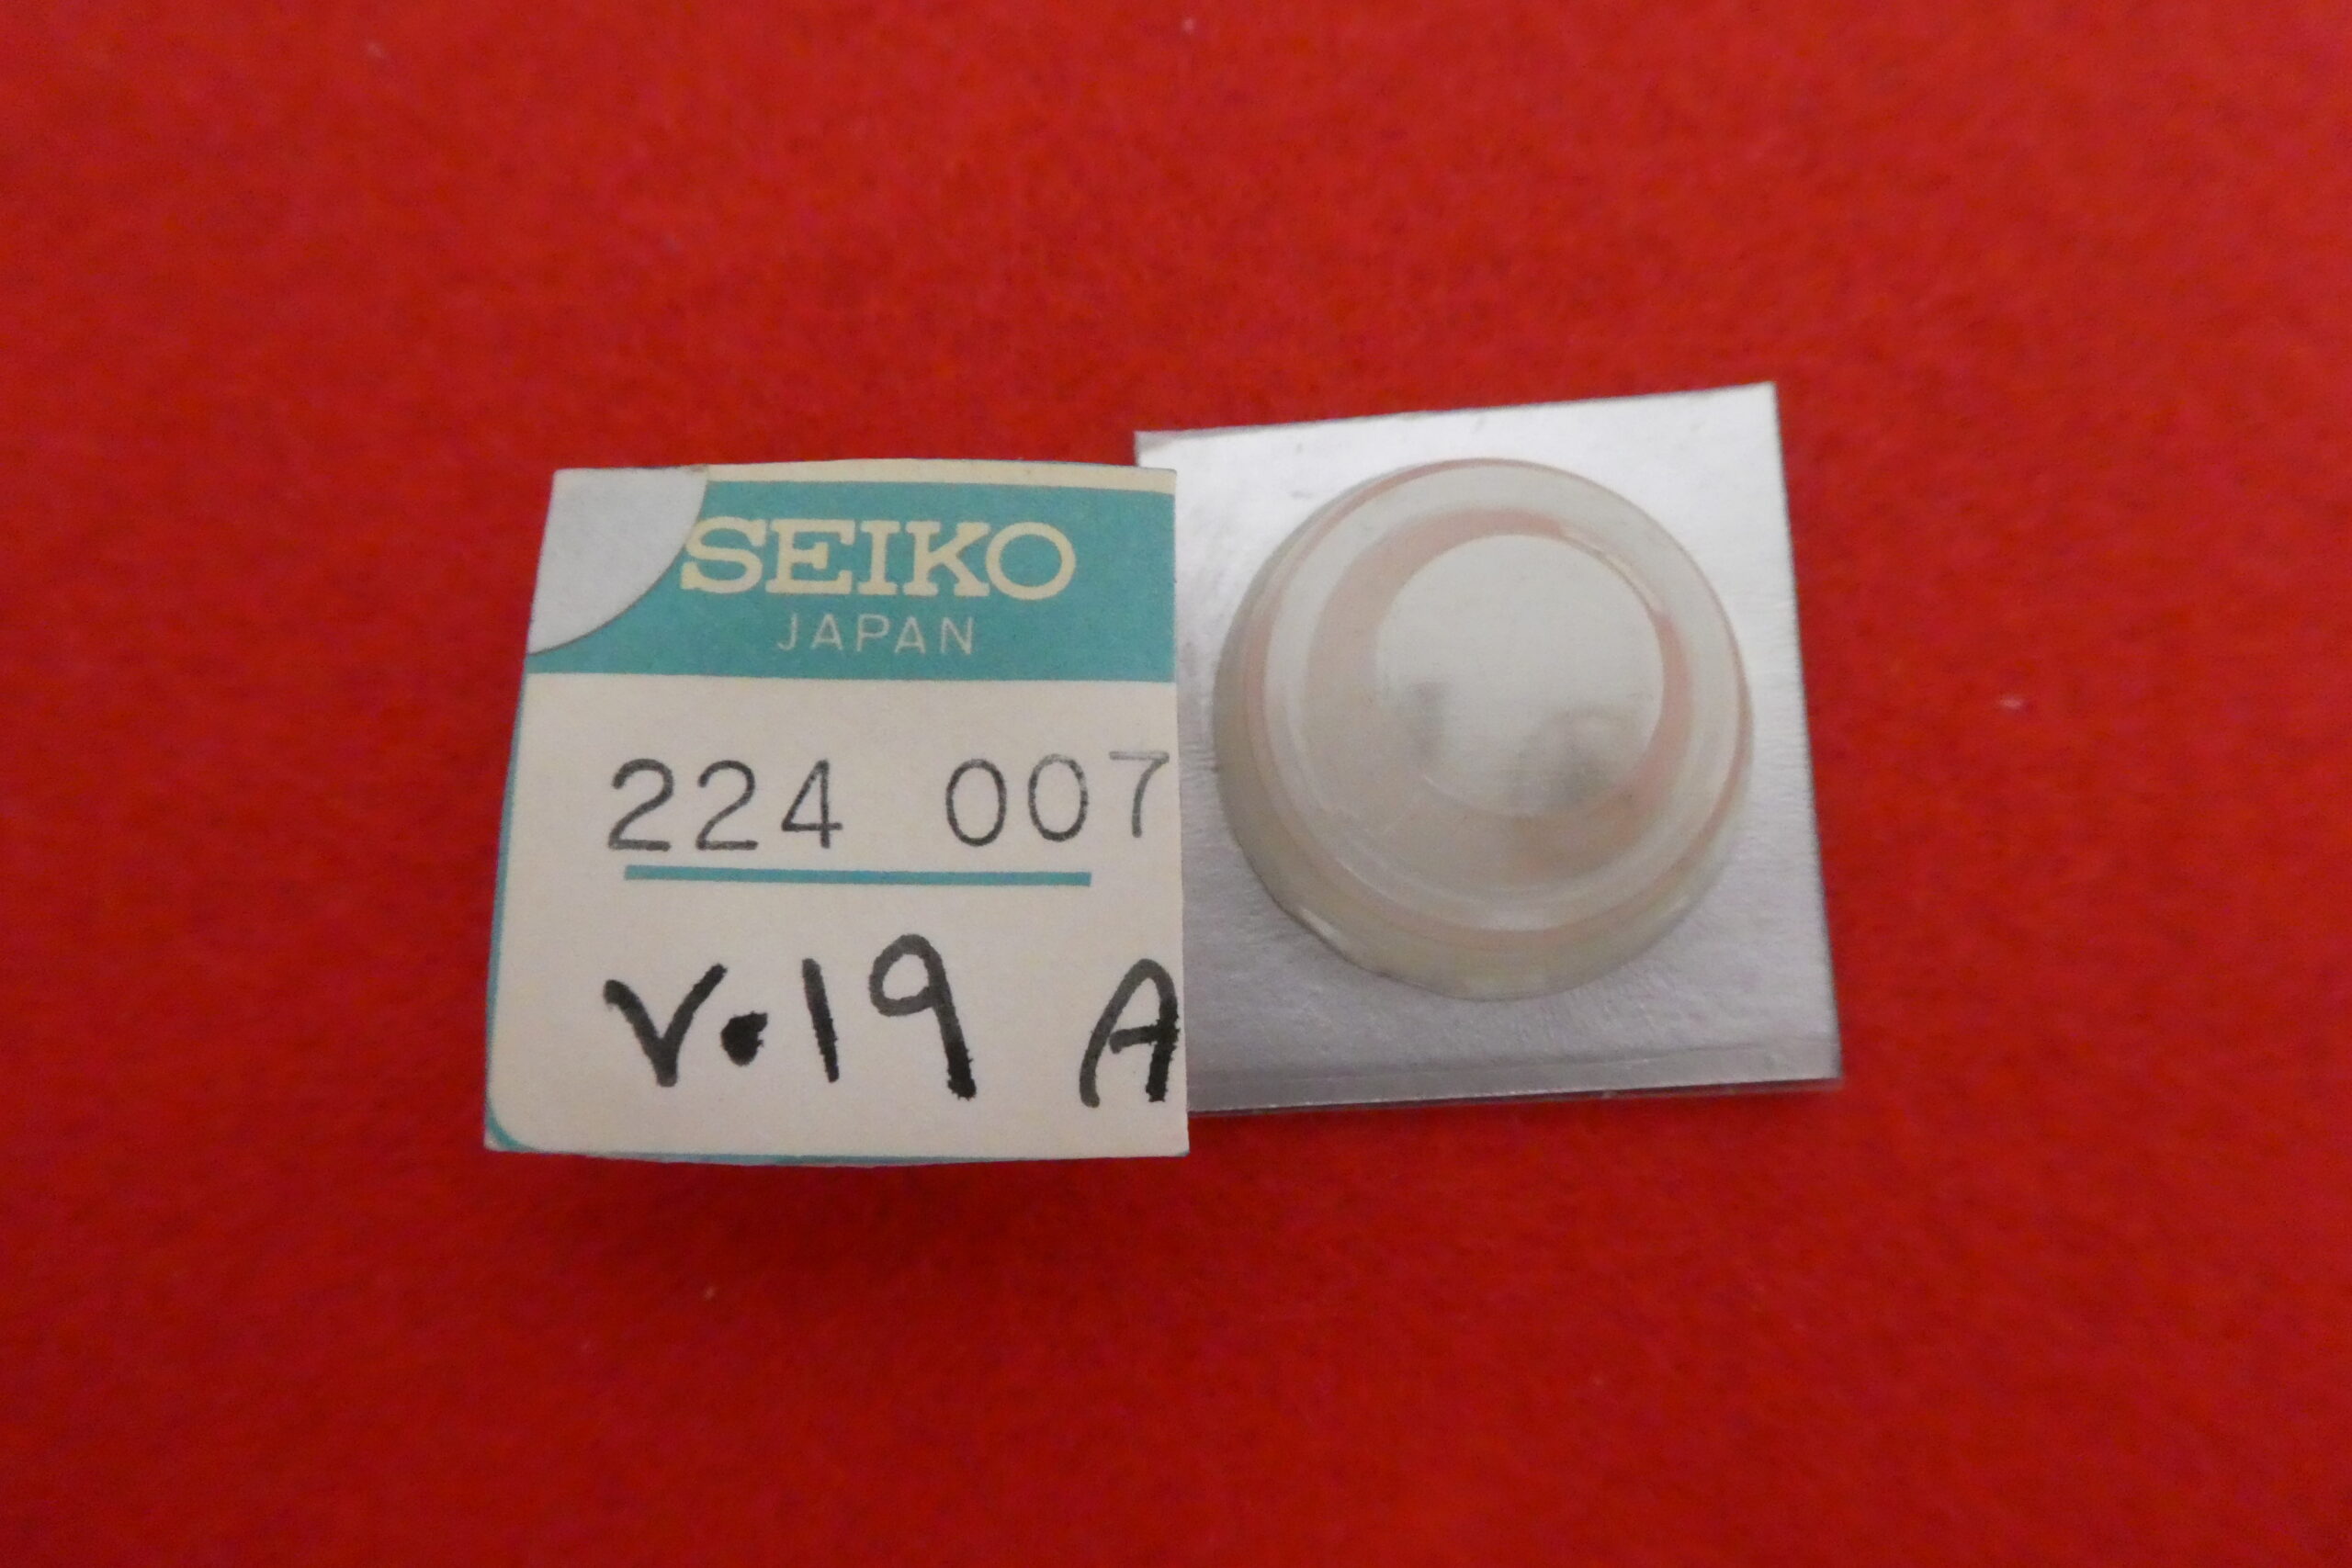 SEIKO
JAPAN
224 007
V.19 A